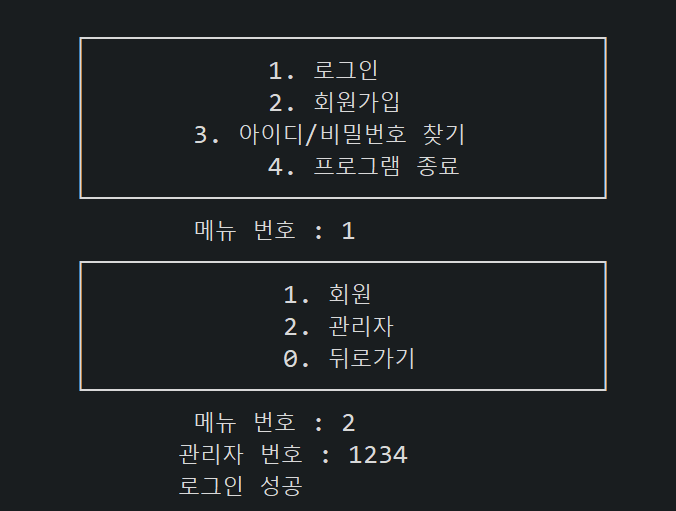 1. 로그인
2. 회원가입
3. 아이디/비밀번호 찾기
4. 프로그램 종료
메뉴 번호 : 1
1. 회원
2. 관리자
0. 뒤로가기
메뉴 번호 : 2
관리자 번호 : 1234
로그인 성공